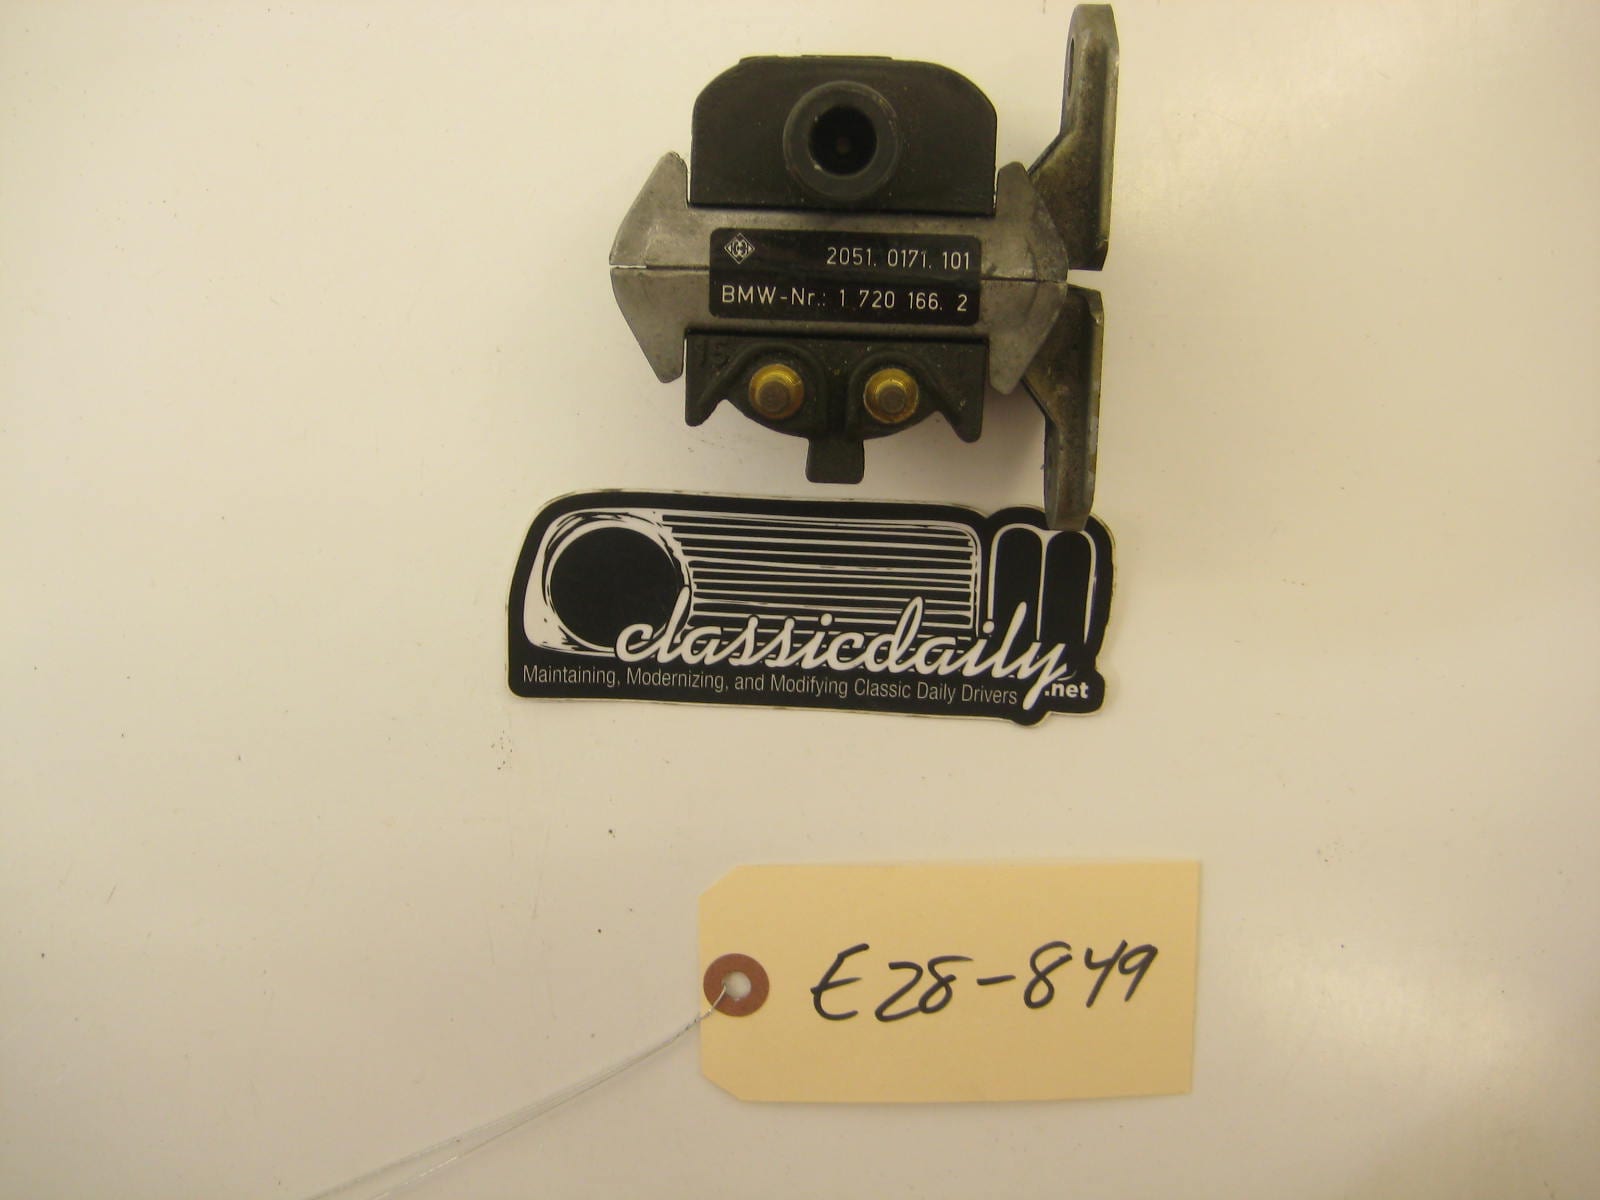 2051. 0171. 101
BMW-Nr.: 1 720 166. 2
classicdaily
.net
Maintaining, Modernizing, and Modifying Classic Daily Drivers
E28-849